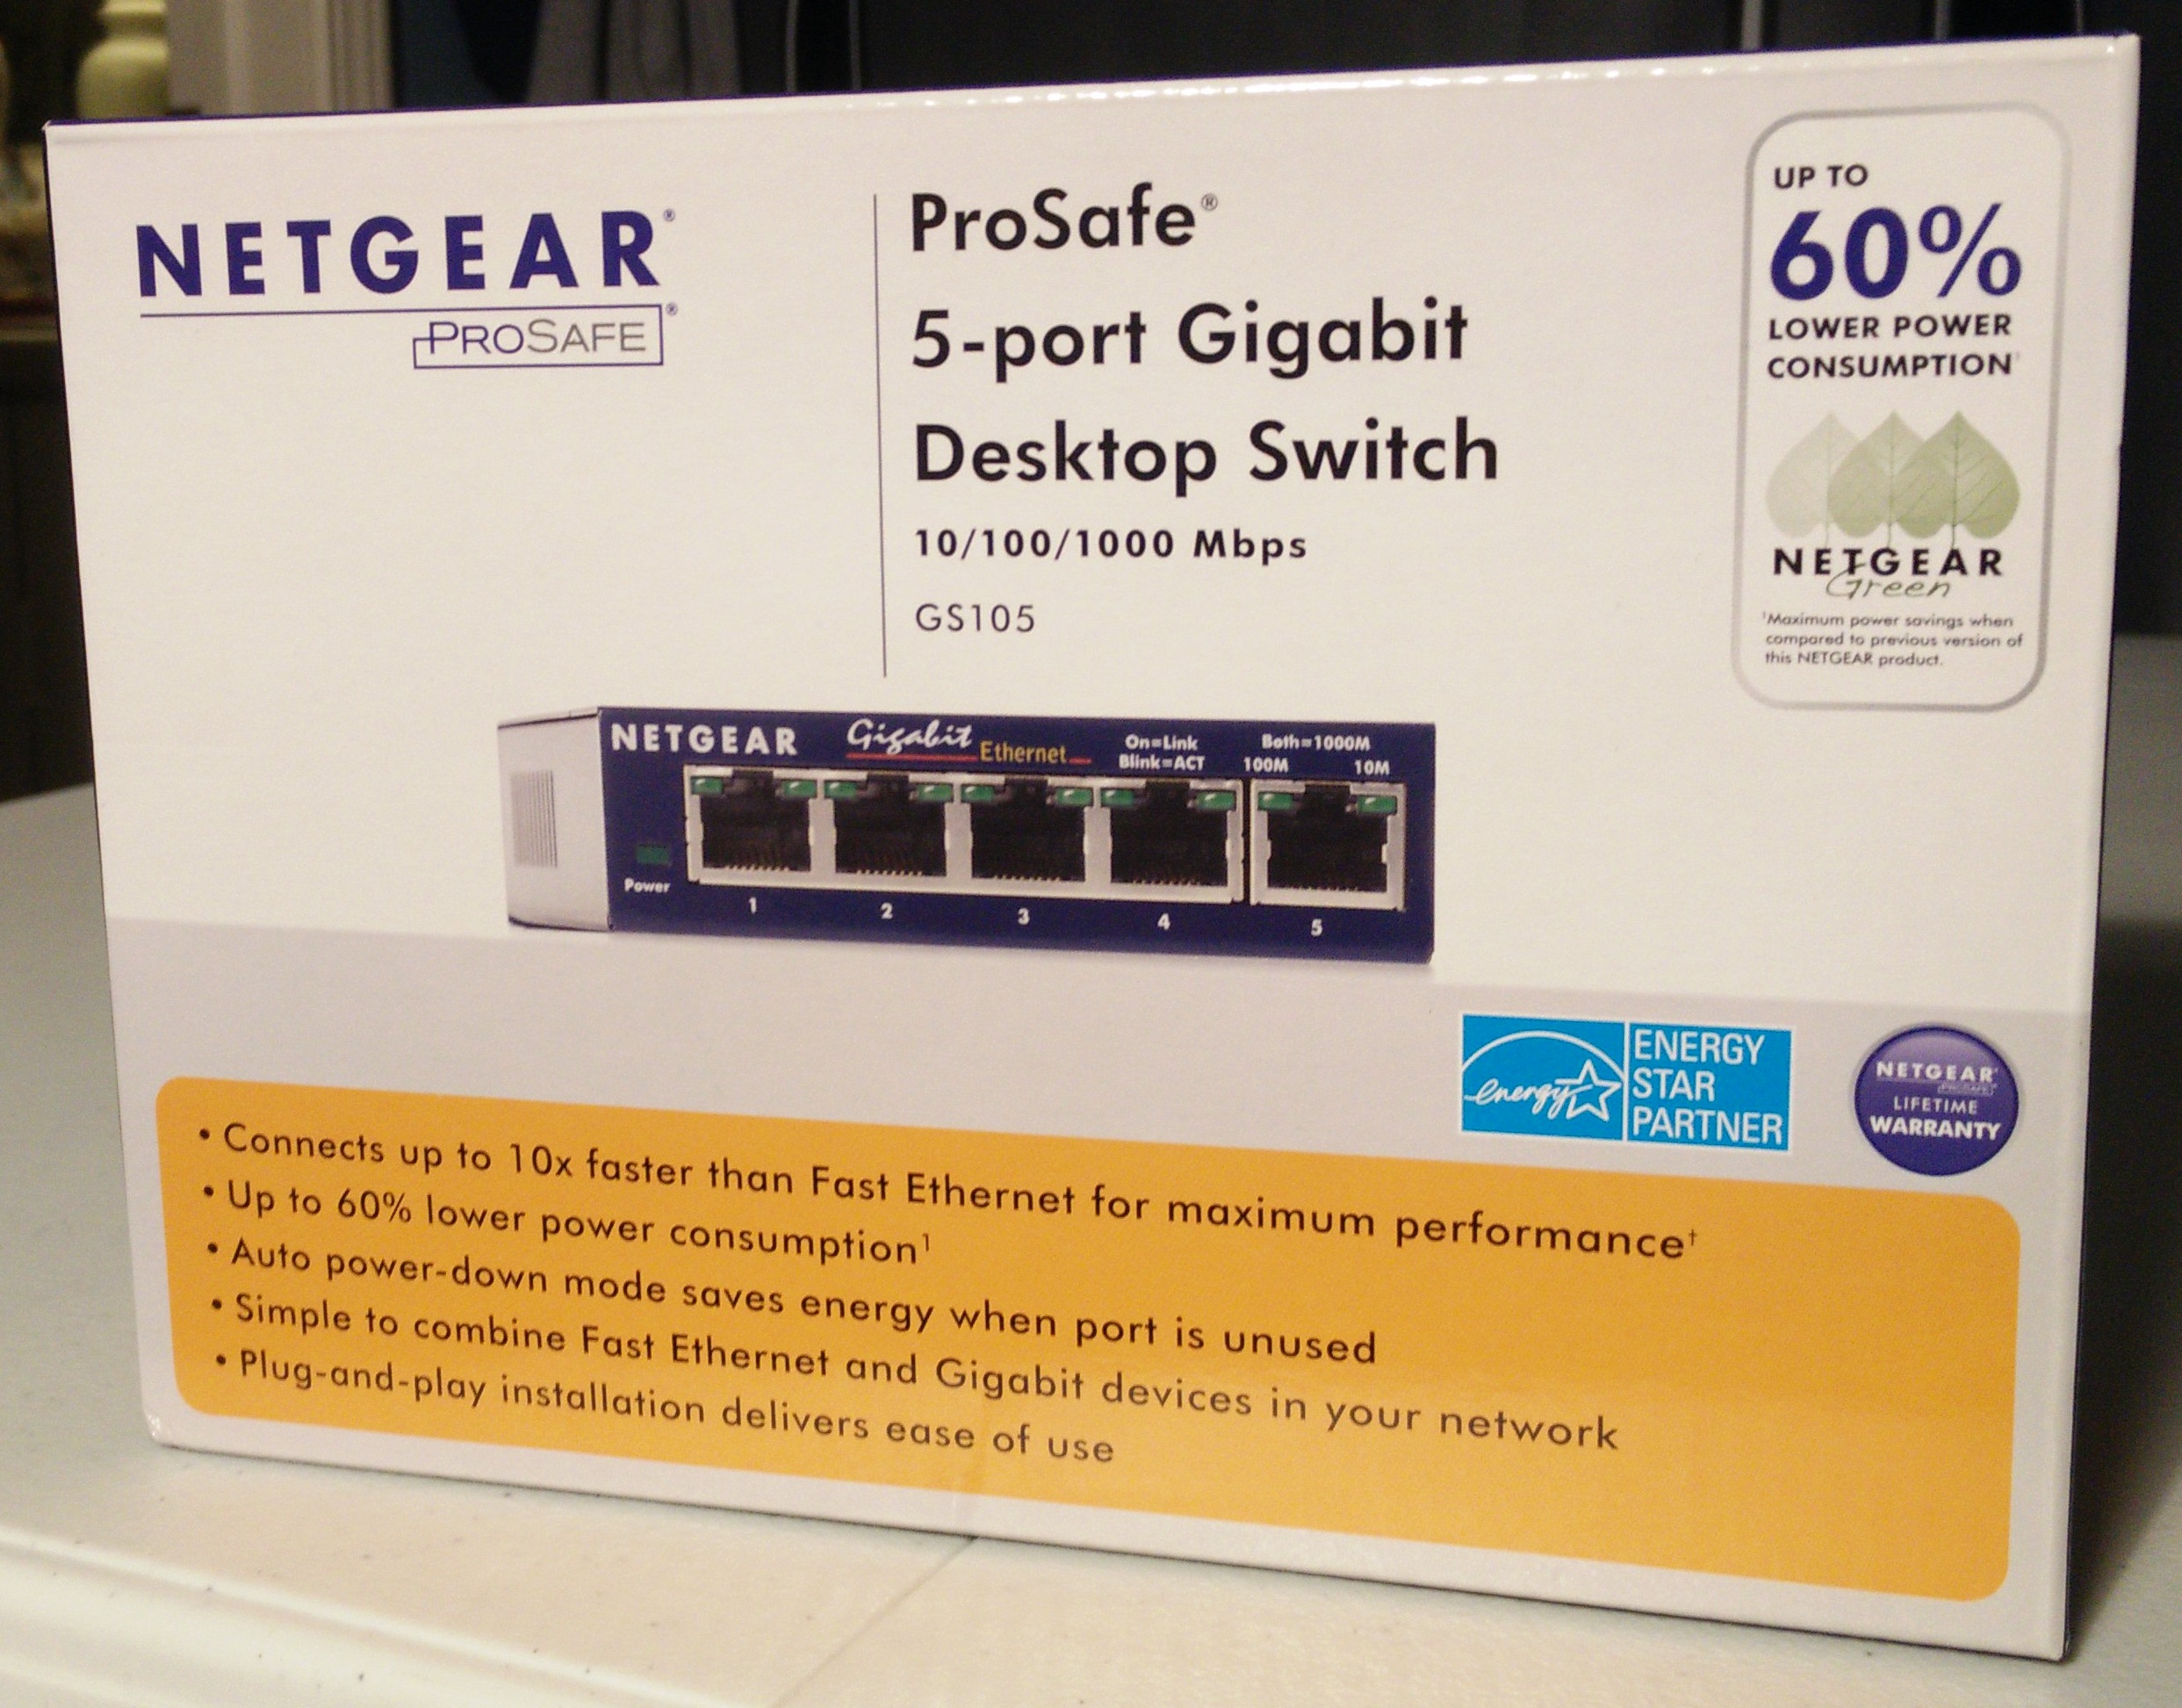 NETGEAR®
PROSAFE®
ProSafe®
5-port Gigabit
Desktop Switch
10/100/1000 Mbps
GS105
UP TO
60%
LOWER POWER
CONSUMPTION¹
NETGEAR
Green
¹Maximum power savings when
compared to previous version of
this NETGEAR product.
NETGEAR
Gigabit
Ethernet
On=Link
Blink=ACT
Both=1000M
100M 10M
Power
1 2 3 4 5
energy
ENERGY
STAR
PARTNER
NETGEAR®
PROSAFE
LIFETIME
WARRANTY
• Connects up to 10x faster than Fast Ethernet for maximum performance†
• Up to 60% lower power consumption¹
• Auto power-down mode saves energy when port is unused
• Simple to combine Fast Ethernet and Gigabit devices in your network
• Plug-and-play installation delivers ease of use